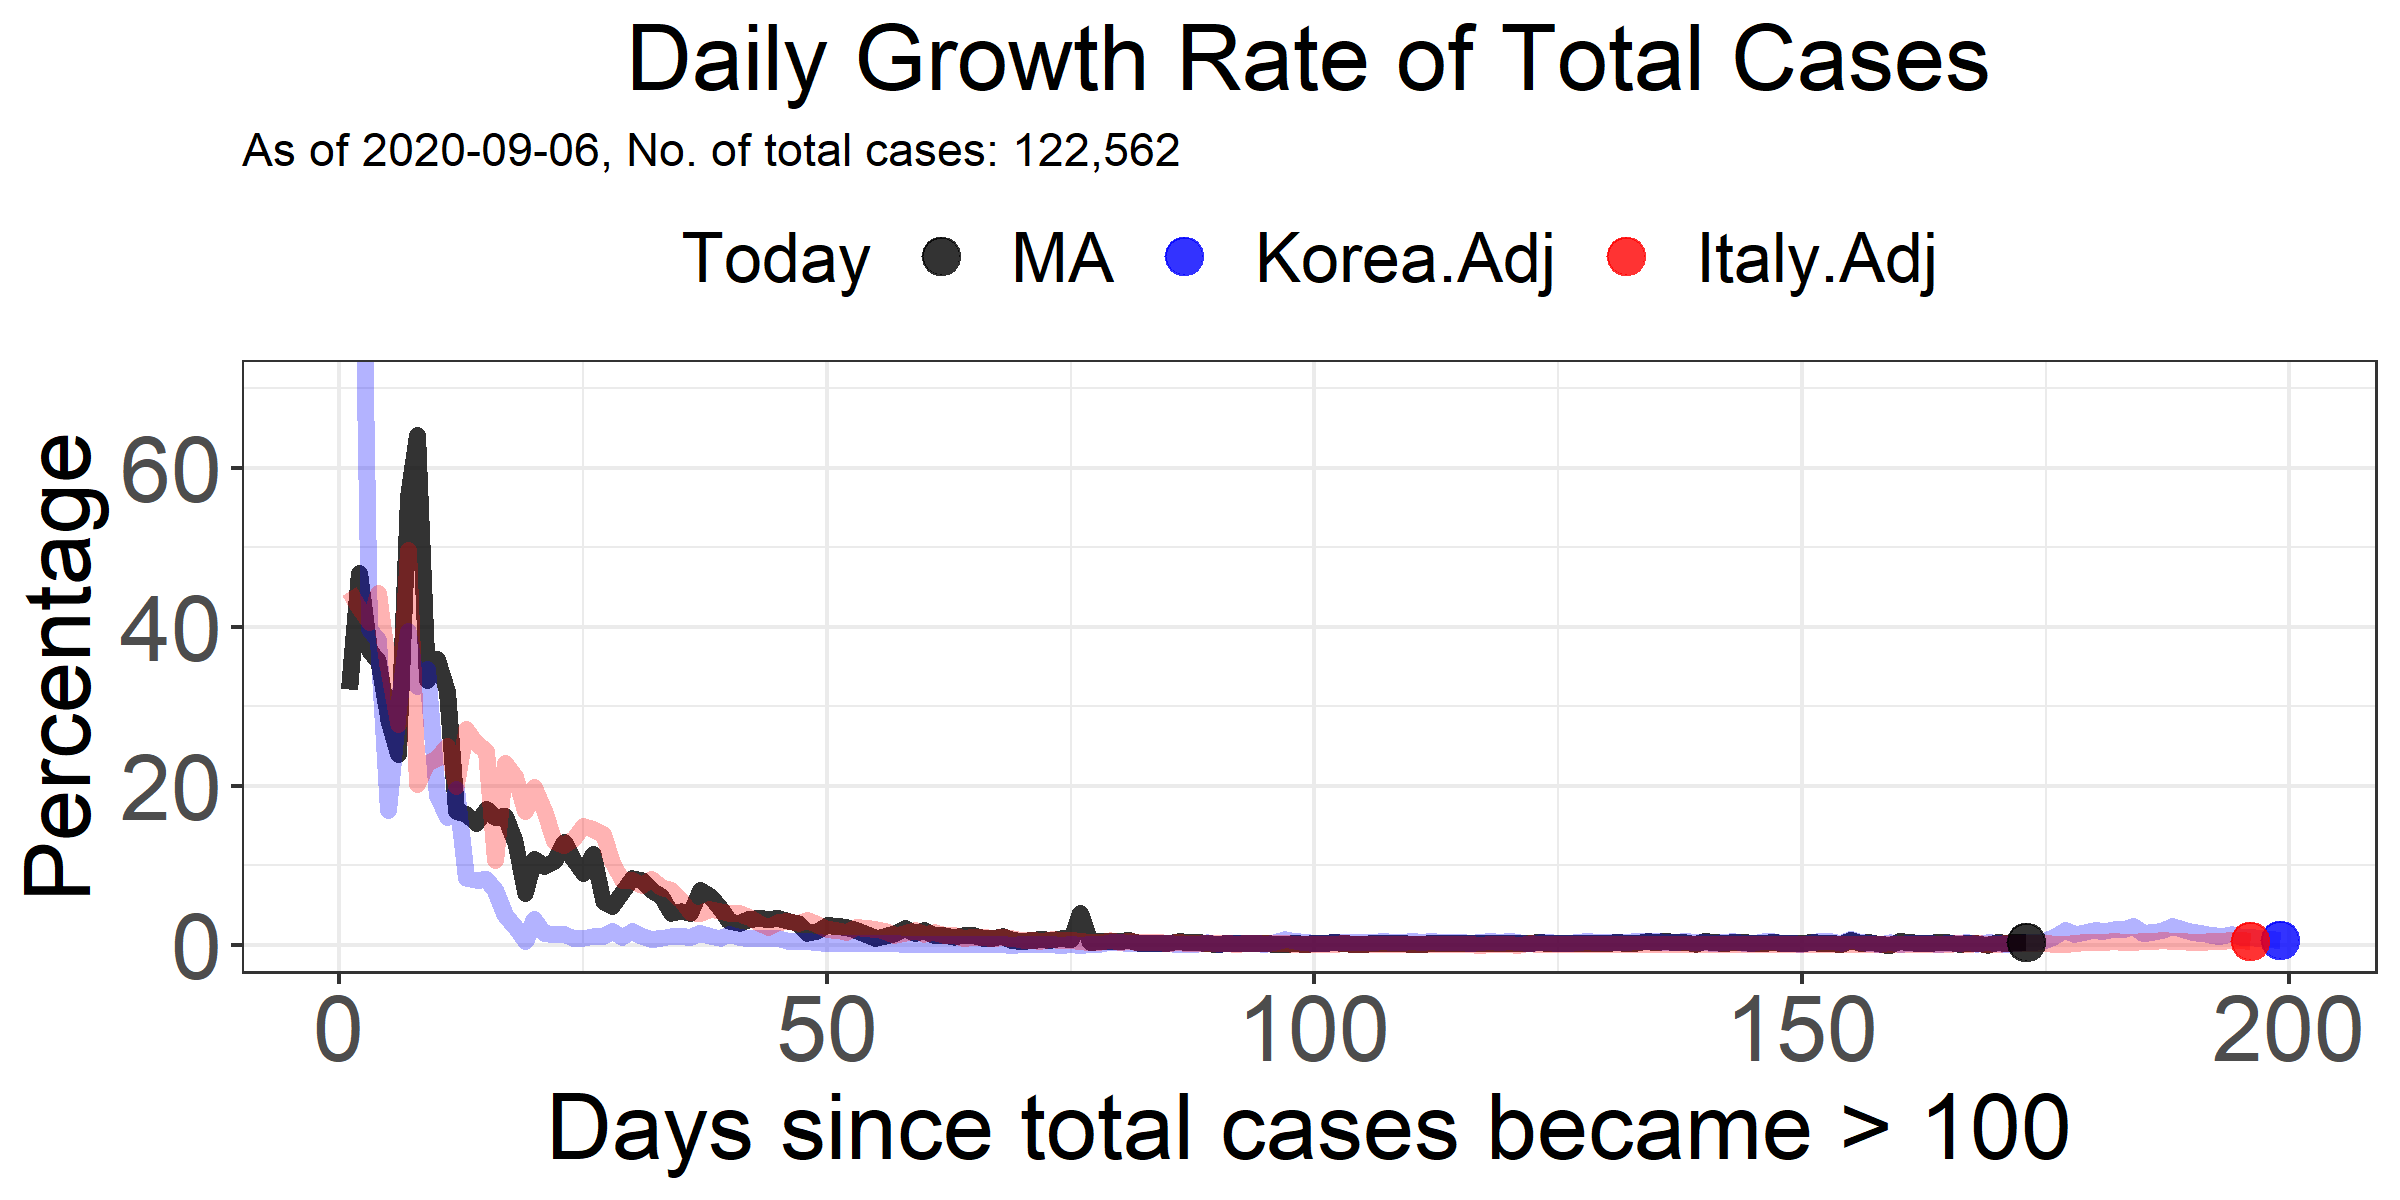 Daily Growth Rate of Total Cases
As of 2020-09-06, No. of total cases: 122,562
Today MA Korea.Adj Italy.Adj
Percentage
60
40
20
0
0 50 100 150 200
Days since total cases became > 100